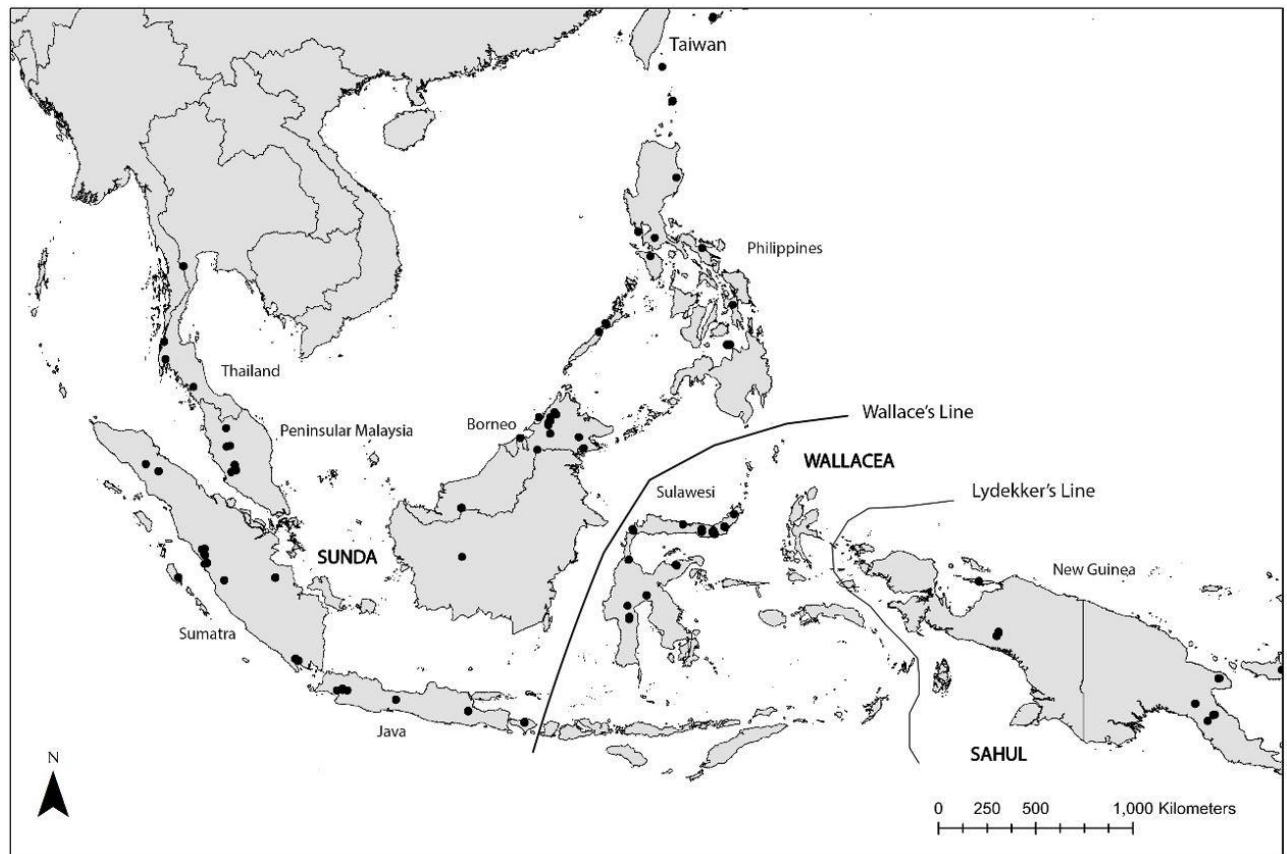 Taiwan
Philippines
Thailand
Wallace's Line
Peninsular Malaysia
Borneo
WALLACEA
Sulawesi
Lydekker's Line
SUNDA
New Guinea
Sumatra
Java
SAHUL
N
0 250 500 1,000 Kilometers